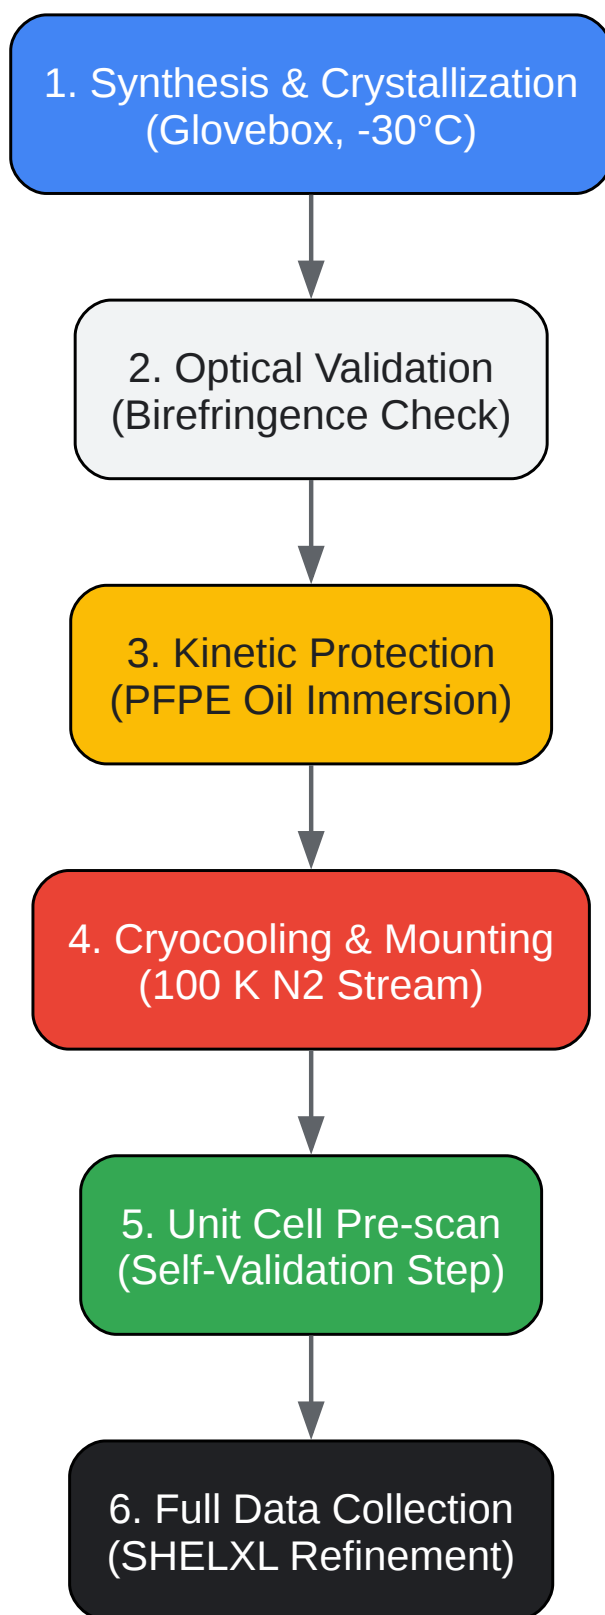 1. Synthesis & Crystallization
(Glovebox, -30°C)
2. Optical Validation
(Birefringence Check)
3. Kinetic Protection
(PFPE Oil Immersion)
4. Cryocooling & Mounting
(100 K N2 Stream)
5. Unit Cell Pre-scan
(Self-Validation Step)
6. Full Data Collection
(SHELXL Refinement)